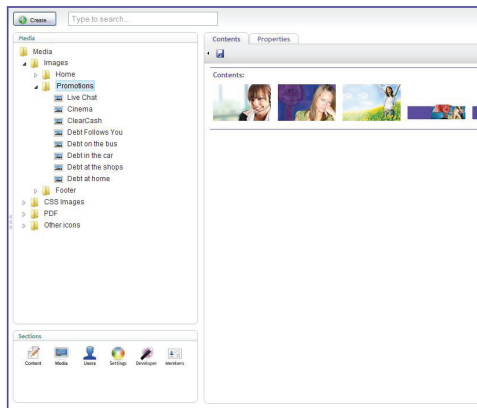 Create
Type to search...
Media
Media
Images
Home
Promotions
Live Chat
Cinema
ClearCash
Debt Follows You
Debt on the bus
Debt in the car
Debt at the shops
Debt at home
Footer
CSS Images
PDF
Other icons
Sections
Content Media Users Settings Developer Members
Contents Properties
Contents: